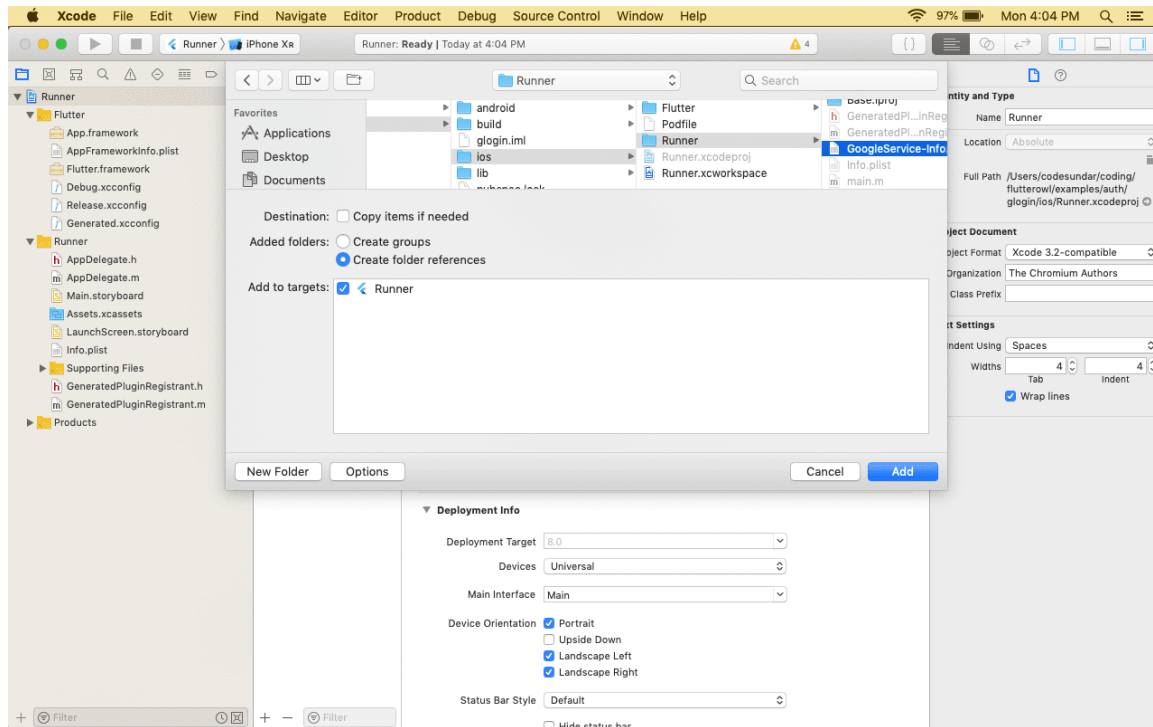 Xcode File Edit View Find Navigate Editor Product Debug Source Control Window Help 97% Mon 4:04 PM
Runner iPhone XR Runner: Ready | Today at 4:04 PM 4
Runner
Flutter
App.framework
AppFrameworkInfo.plist
Flutter.framework
Debug.xcconfig
Release.xcconfig
Generated.xcconfig
Runner
AppDelegate.h
AppDelegate.m
Main.storyboard
Assets.xcassets
LaunchScreen.storyboard
Info.plist
Supporting Files
GeneratedPluginRegistrant.h
GeneratedPluginRegistrant.m
Products
Filter
Runner
Search
Favorites
Applications
Desktop
Documents
android
build
glogin.iml
ios
lib
pubspec.lock
Flutter
Podfile
Runner
Runner.xcodeproj
Runner.xcworkspace
Base.lproj
GeneratedPl...inReg
GeneratedPl...nRegi
GoogleService-Info.
Info.plist
main.m
Destination: Copy items if needed
Added folders: Create groups
Create folder references
Add to targets: Runner
New Folder Options Cancel Add
Deployment Info
Deployment Target 8.0
Devices Universal
Main Interface Main
Device Orientation Portrait
Upside Down
Landscape Left
Landscape Right
Status Bar Style Default
Hide status bar
Filter
ntity and Type
Name Runner
Location Absolute
Full Path /Users/codesundar/coding/
flutterowl/examples/auth/
glogin/ios/Runner.xcodeproj
oject Document
oject Format Xcode 3.2-compatible
Organization The Chromium Authors
Class Prefix
xt Settings
Indent Using Spaces
Widths 4 4
Tab Indent
Wrap lines